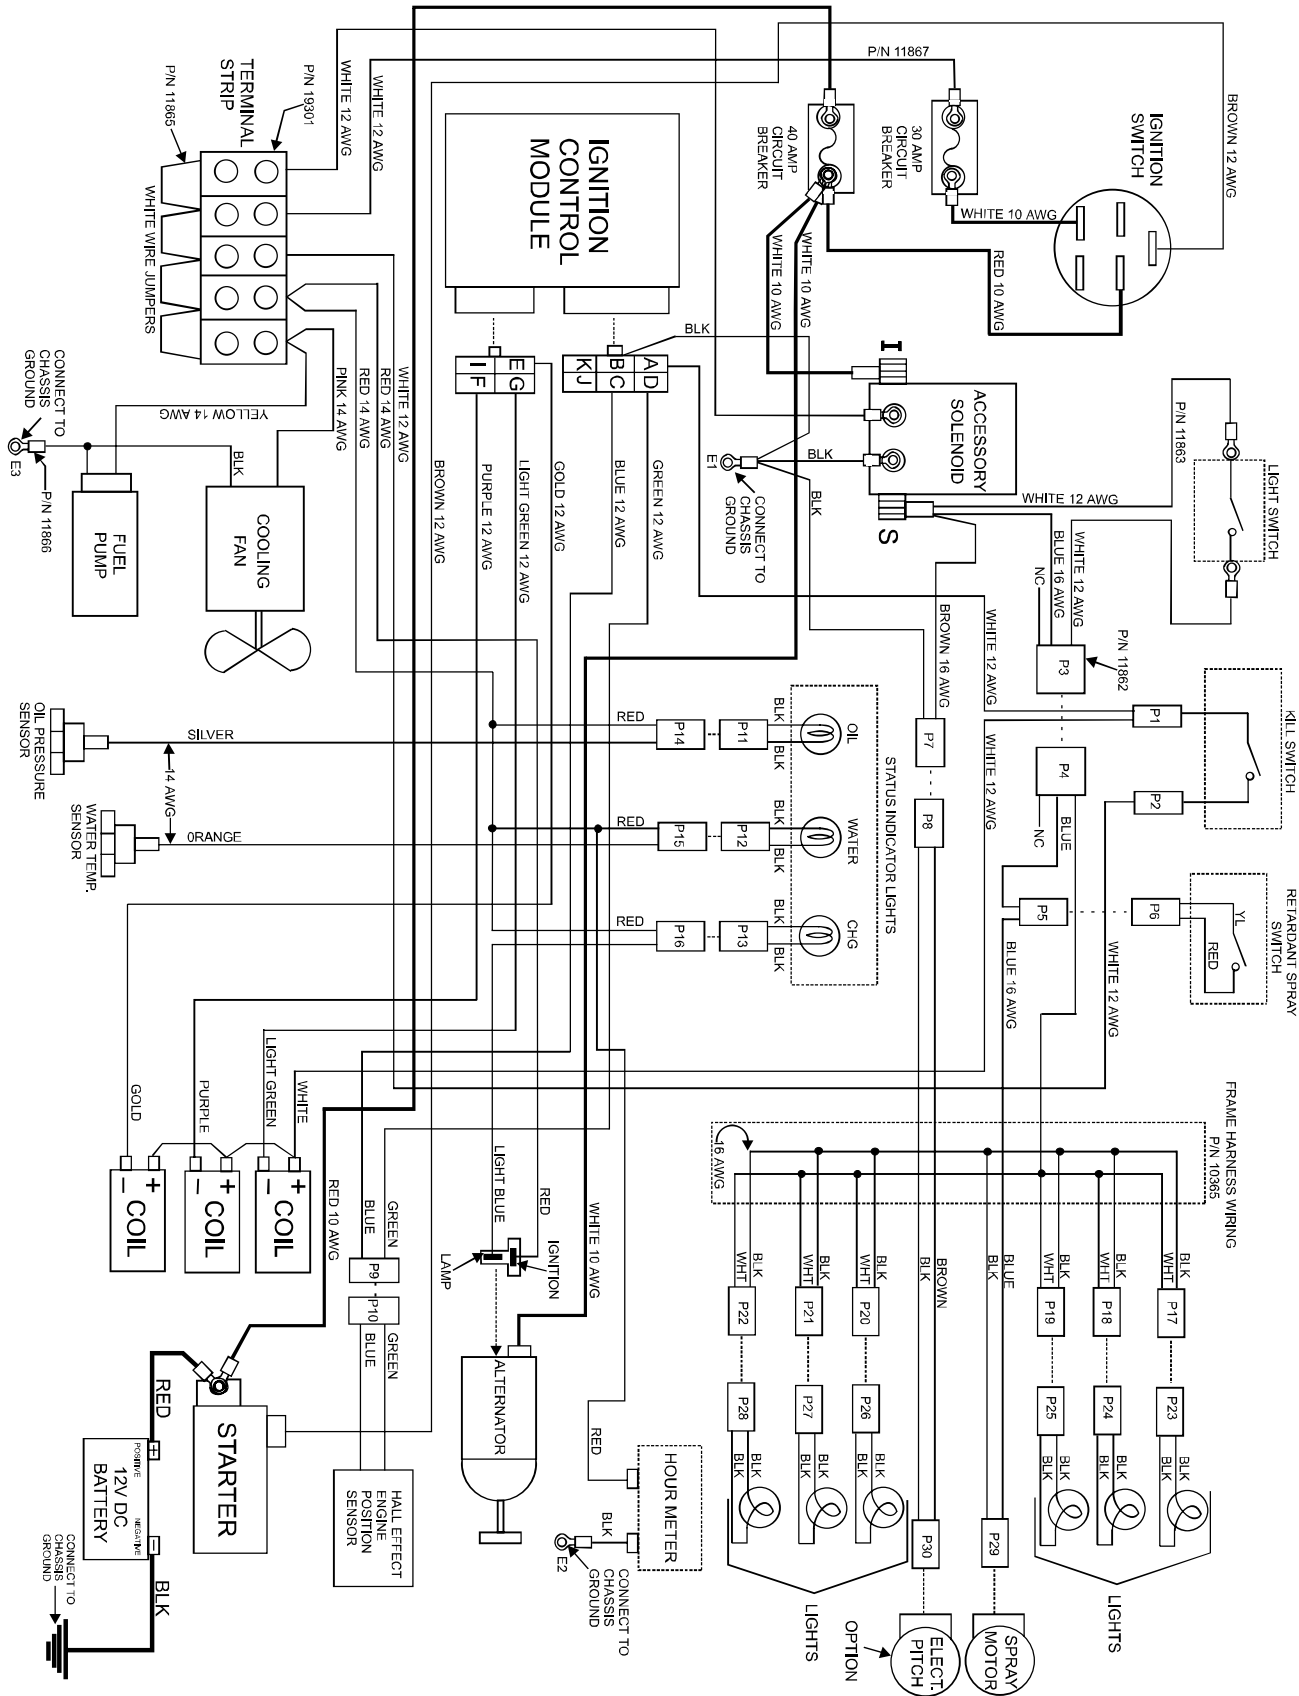 P/N 11867
BROWN 12 AWG
IGNITION
SWITCH
30 AMP
CIRCUIT
BREAKER
40 AMP
CIRCUIT
BREAKER
WHITE 10 AWG
RED 10 AWG
WHITE 10 AWG
WHITE 10 AWG
TERMINAL
STRIP
P/N 19301
P/N 11865
WHITE 12 AWG
WHITE 12 AWG
WHITE WIRE JUMPERS
IGNITION
CONTROL
MODULE
BLK
A D
B C
K J
E G
I F
I
ACCESSORY
SOLENOID
S
BLK
BLK
E1
CONNECT TO
CHASSIS
GROUND
P/N 11863
LIGHT SWITCH
WHITE 12 AWG
WHITE 12 AWG
BLUE 16 AWG
NC
P3
P/N 11862
BROWN 16 AWG
WHITE 12 AWG
WHITE 12 AWG
KILL SWITCH
P1
P2
P4
NC
BLUE
P5
P6
YL
RED
RETARDANT SPRAY
SWITCH
BLUE 16 AWG
WHITE 12 AWG
P7
P8
CONNECT TO
CHASSIS
GROUND
E3
P/N 11866
YELLOW 14 AWG
PINK 14 AWG
RED 14 AWG
RED 14 AWG
WHITE 12 AWG
BROWN 12 AWG
PURPLE 12 AWG
LIGHT GREEN 12 AWG
GOLD 12 AWG
BLUE 12 AWG
GREEN 12 AWG
BLK
FUEL
PUMP
COOLING
FAN
OIL PRESSURE
SENSOR
SILVER
14 AWG
WATER TEMP.
SENSOR
0RANGE
RED
P14
P11
BLK
BLK
OIL
RED
P15
P12
BLK
BLK
WATER
RED
P16
P13
BLK
BLK
CHG
STATUS INDICATOR LIGHTS
GOLD
PURPLE
LIGHT GREEN
WHITE
+
–
COIL
+
–
COIL
+
–
COIL
RED 10 AWG
BLUE
GREEN
P9
P10
BLUE
GREEN
HALL EFFECT
ENGINE
POSITION
SENSOR
LIGHT BLUE
RED
LAMP
IGNITION
WHITE 10 AWG
ALTERNATOR
RED
STARTER
POSITIVE
+
12V DC
BATTERY
NEGATIVE
–
BLK
CONNECT TO
CHASSIS
GROUND
RED
HOUR METER
BLK
E2
CONNECT TO
CHASSIS
GROUND
FRAME HARNESS WIRING
P/N 10365
16 AWG
WHT
BLK
P22
WHT
BLK
P21
WHT
BLK
P20
BLK
BROWN
BLK
BLUE
WHT
BLK
P19
WHT
BLK
P18
WHT
BLK
P17
P28
BLK
BLK
P27
BLK
BLK
P26
BLK
BLK
P25
BLK
BLK
P24
BLK
BLK
P23
BLK
BLK
P30
P29
LIGHTS
LIGHTS
OPTION
ELECT.
PITCH
SPRAY
MOTOR